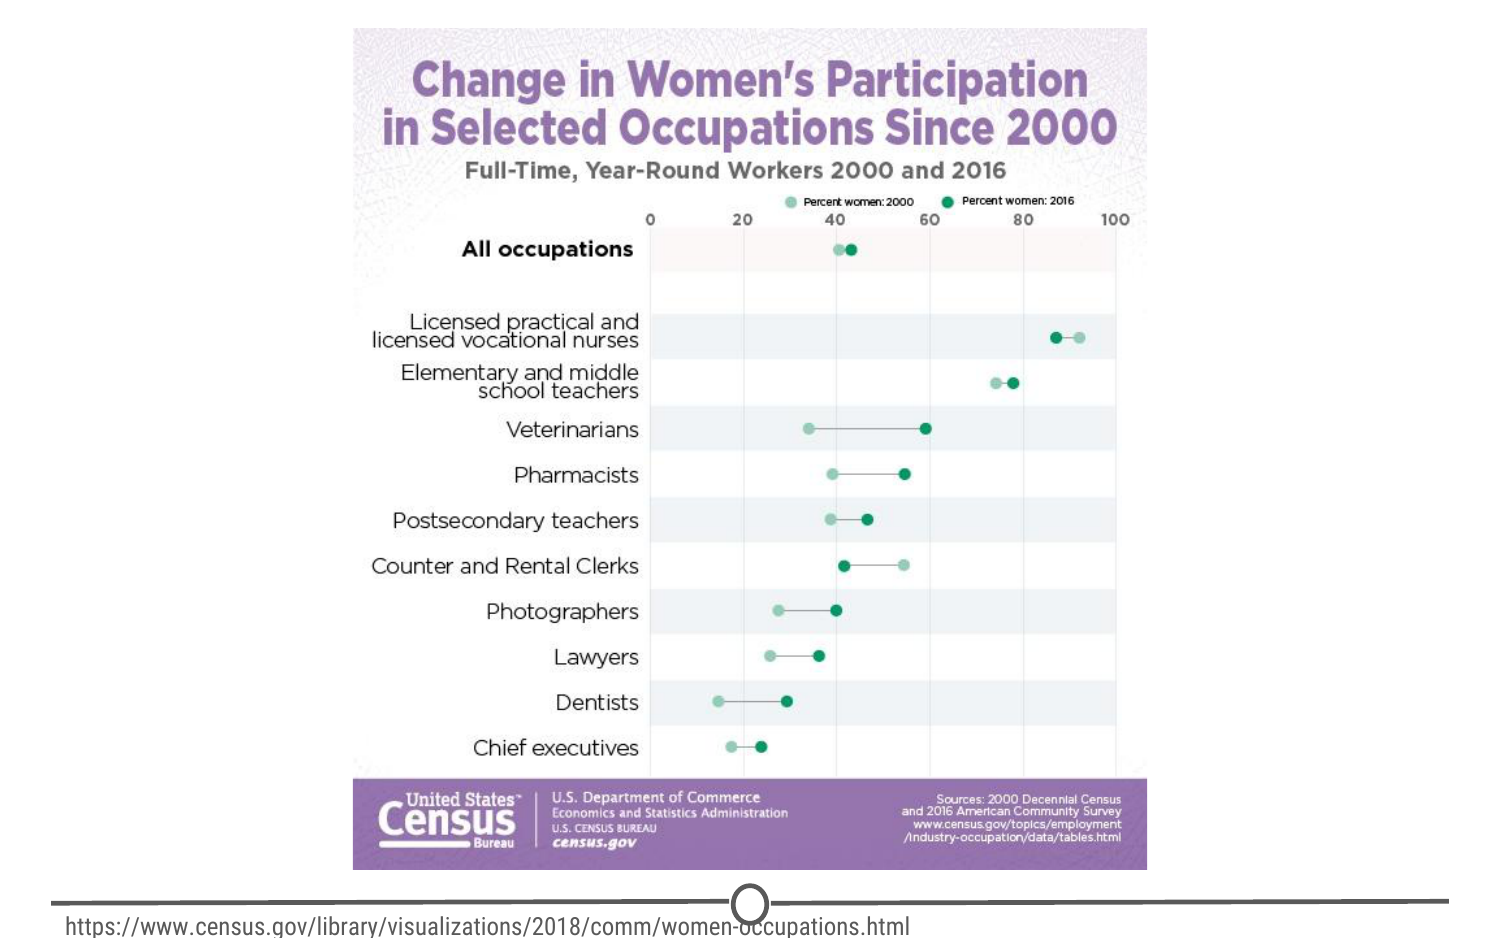 Change in Women's Participation
in Selected Occupations Since 2000
Full-Time, Year-Round Workers 2000 and 2016
Percent women: 2000 Percent women: 2016
0 20 40 60 80 100
All occupations
Licensed practical and
licensed vocational nurses
Elementary and middle
school teachers
Veterinarians
Pharmacists
Postsecondary teachers
Counter and Rental Clerks
Photographers
Lawyers
Dentists
Chief executives
United States™
Census
Bureau
U.S. Department of Commerce
Economics and Statistics Administration
U.S. CENSUS BUREAU
census.gov
Sources: 2000 Decennial Census
and 2016 American Community Survey
www.census.gov/topics/employment
/industry-occupation/data/tables.html
https://www.census.gov/library/visualizations/2018/comm/women-occupations.html